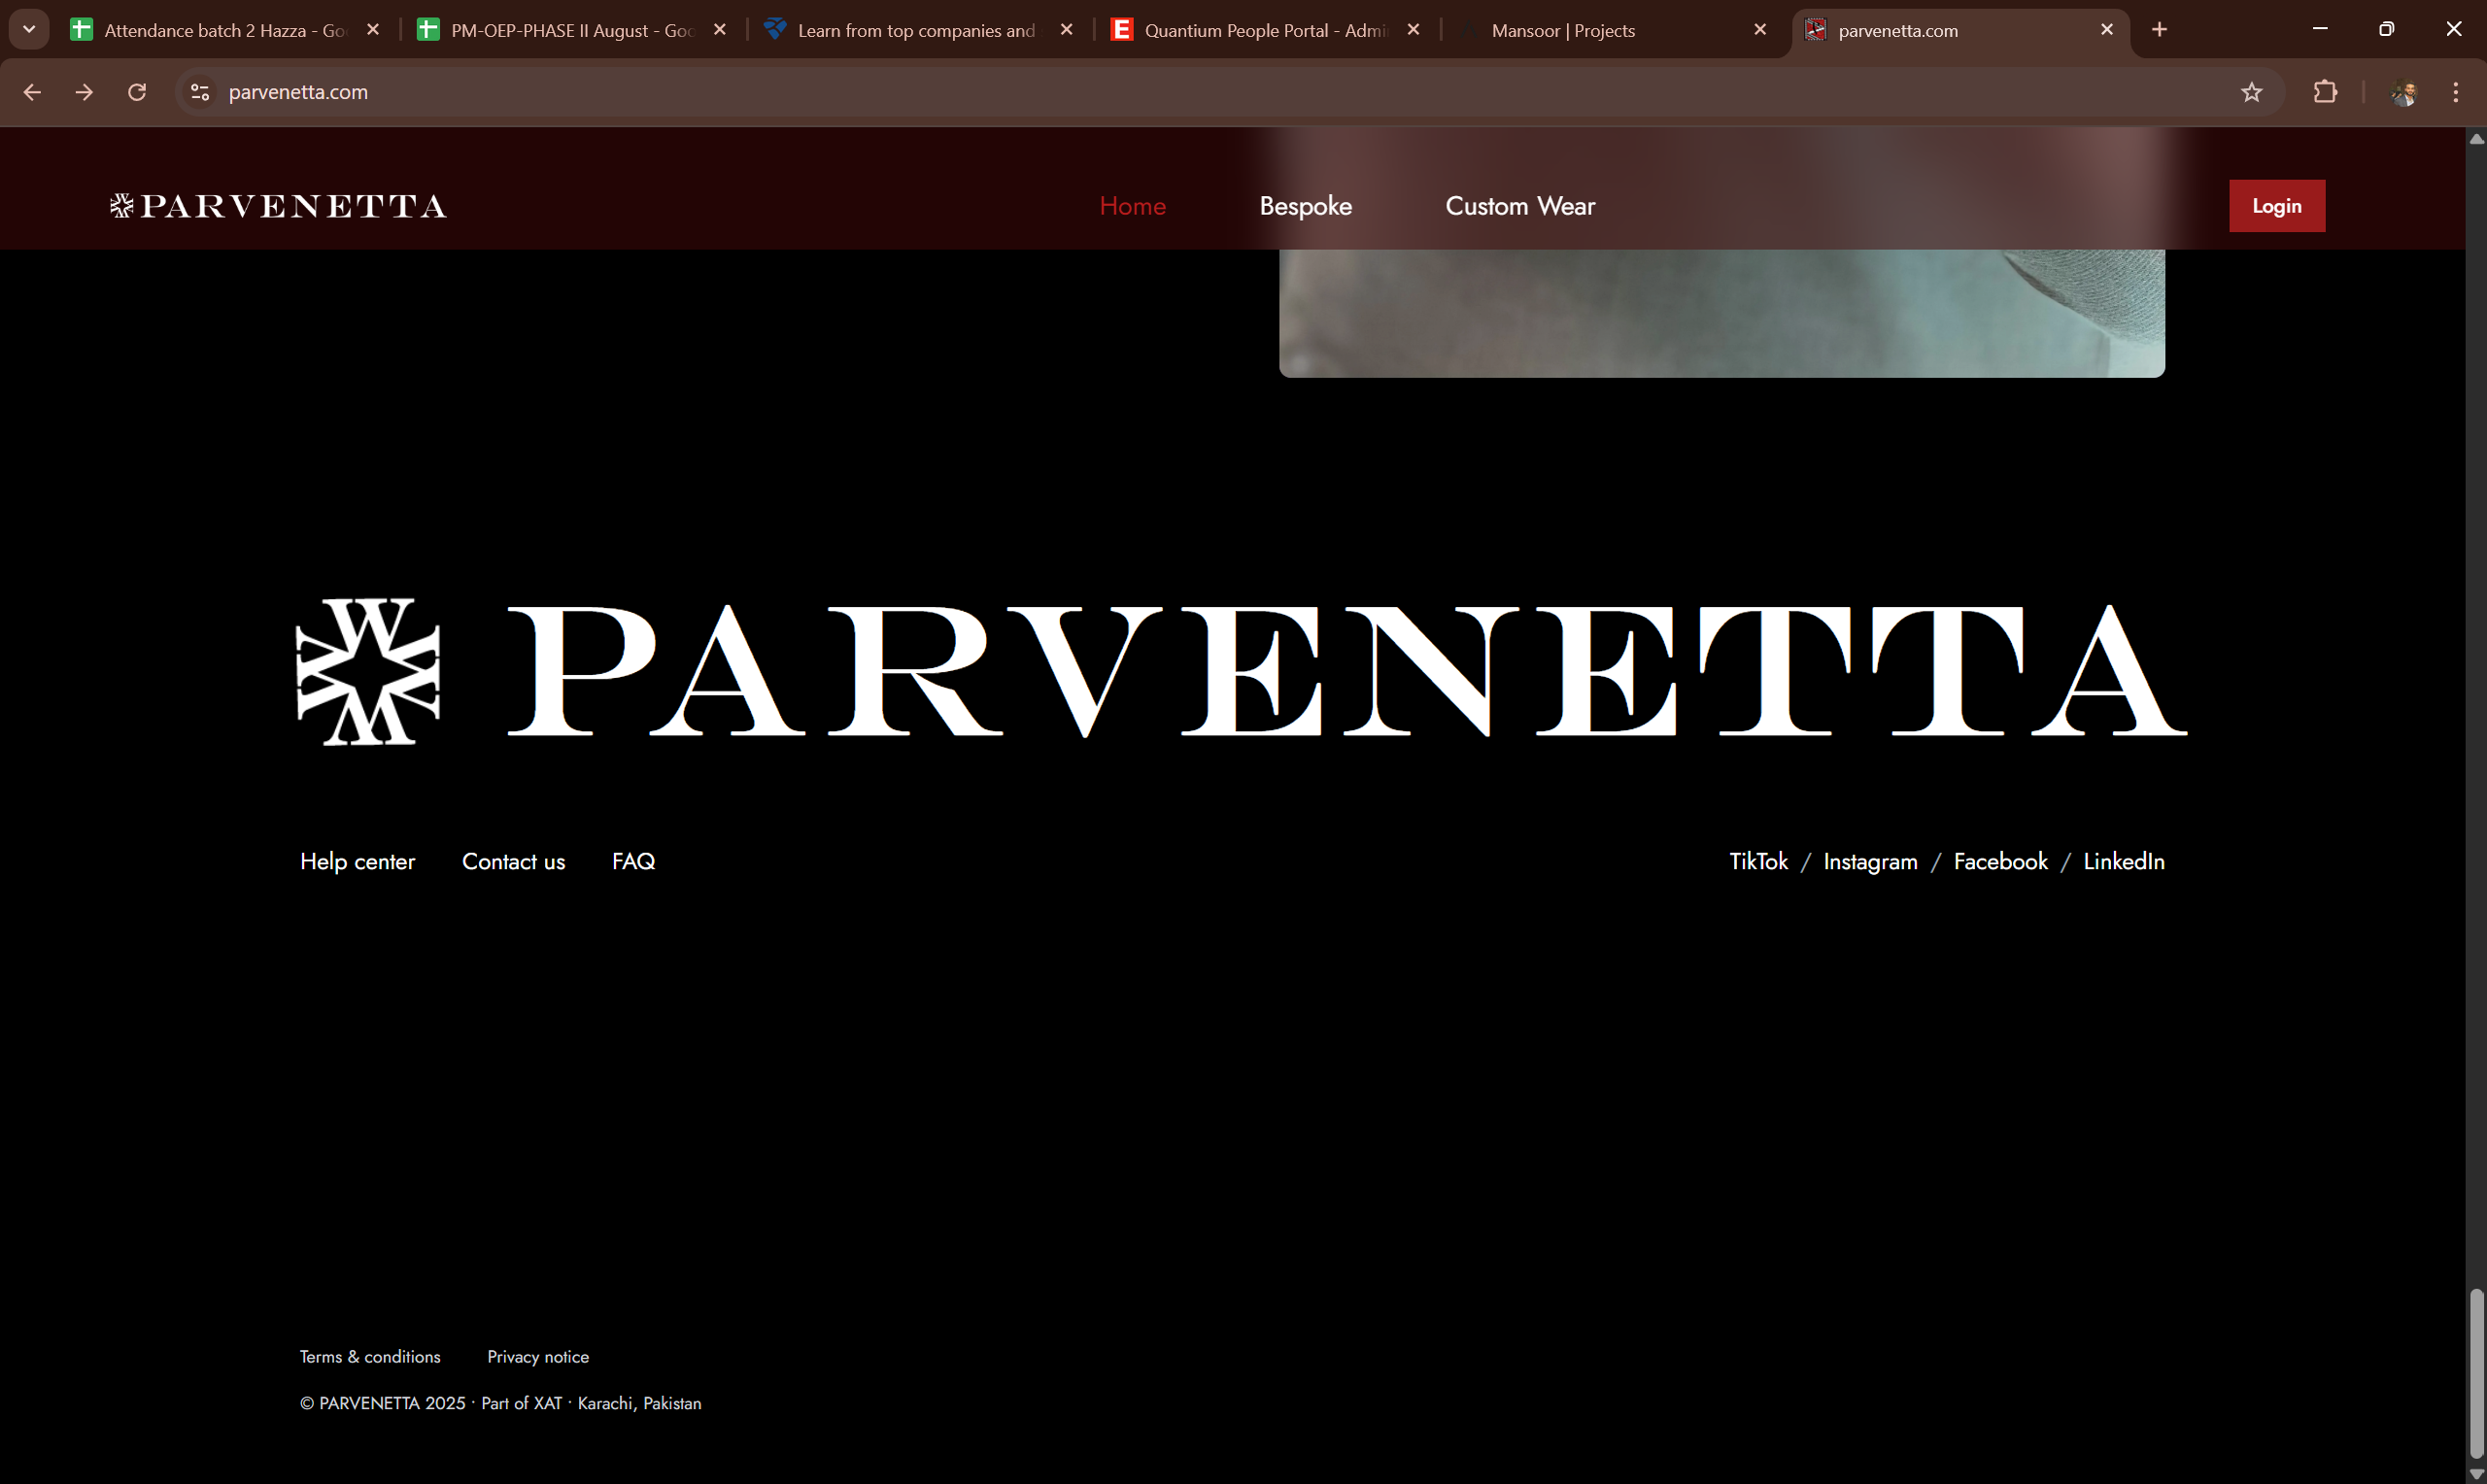 Attendance batch 2 Hazza - Go
PM-OEP-PHASE II August - Goo
Learn from top companies and
Quantium People Portal - Admi
Mansoor | Projects
parvenetta.com
parvenetta.com
PARVENETTA
Home
Bespoke
Custom Wear
Login
PARVENETTA
Help center
Contact us
FAQ
TikTok / Instagram / Facebook / LinkedIn
Terms & conditions
Privacy notice
© PARVENETTA 2025 · Part of XAT · Karachi, Pakistan